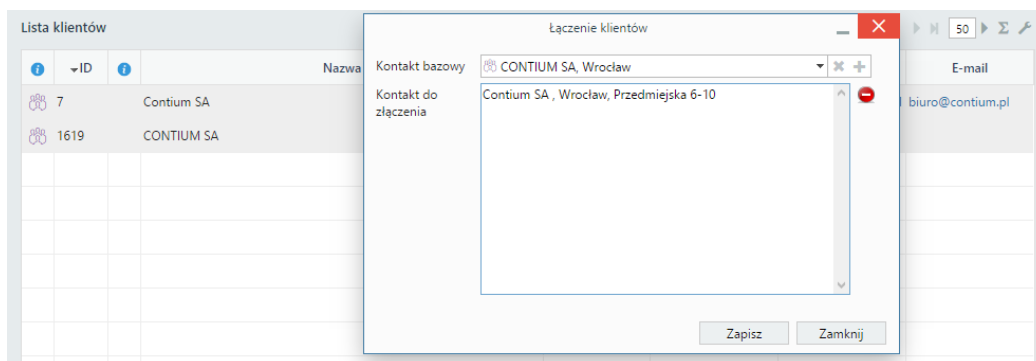 Lista klientów
Łączenie klientów
50
ID
Nazwa
E-mail
Kontakt bazowy
CONTIUM SA, Wrocław
Kontakt do
złączenia
Contium SA , Wrocław, Przedmiejska 6-10
7
Contium SA
biuro@contium.pl
1619
CONTIUM SA
Zapisz
Zamknij